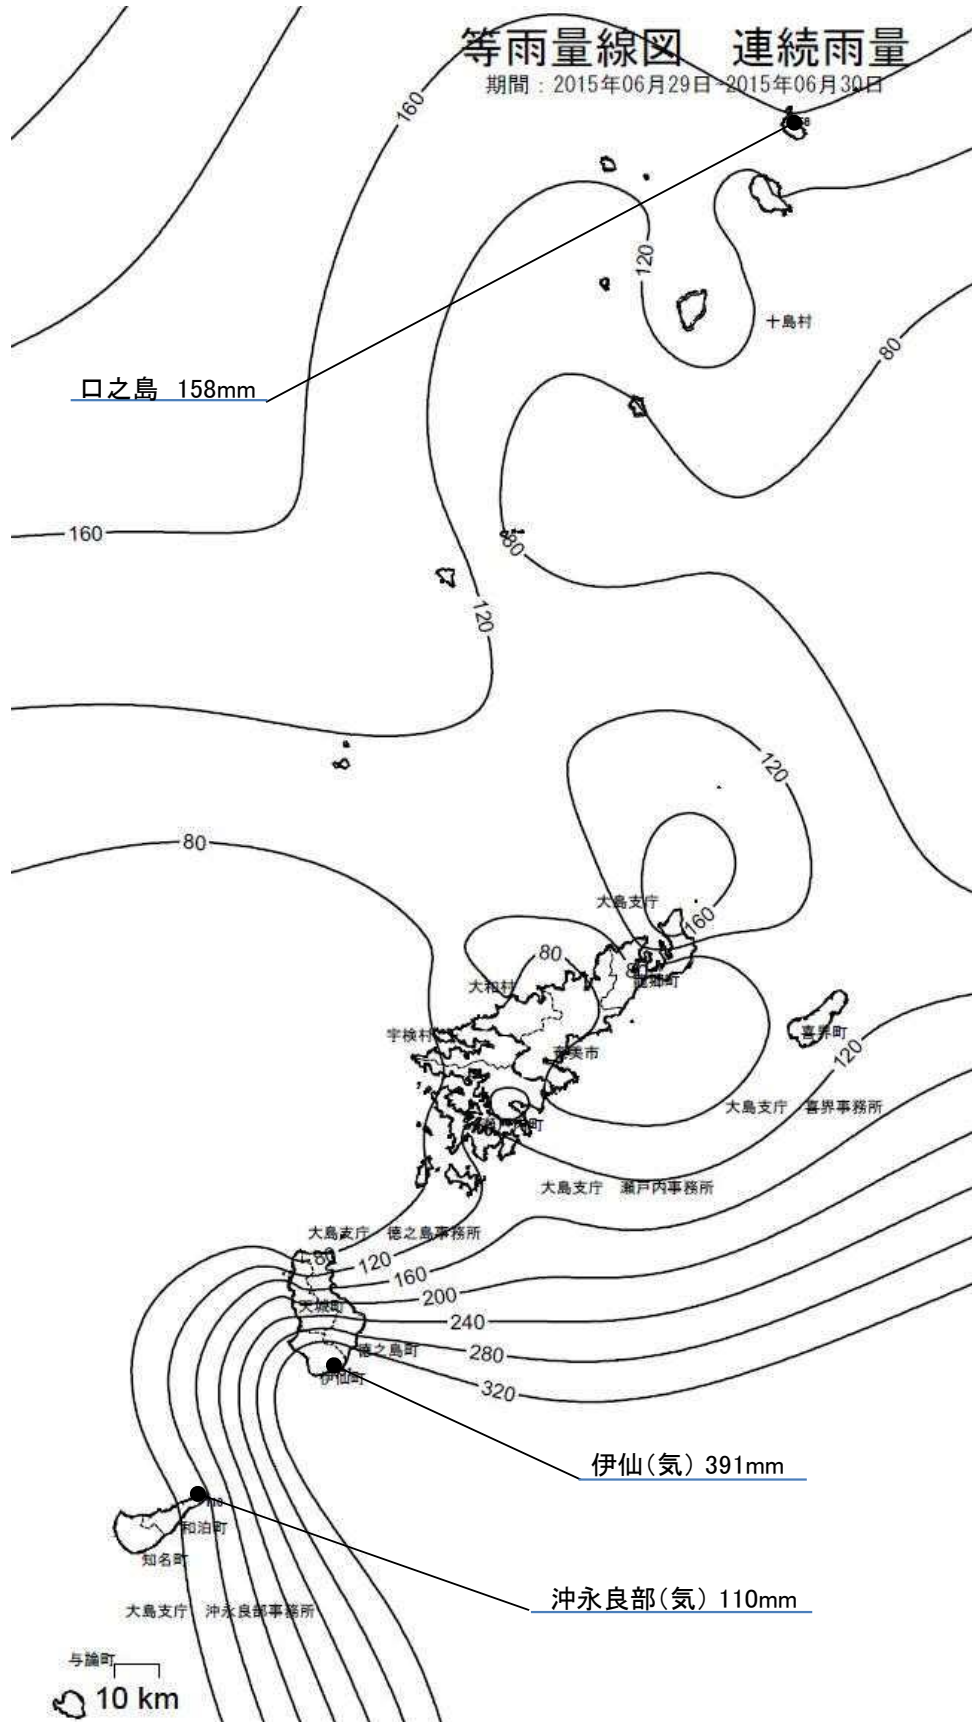 等雨量線図　連続雨量
期間：2015年06月29日-2015年06月30日
160
120
十島村
80
口之島　158mm
160
80
120
120
80
大島支庁
160
80
大和村
龍郷町
宇検村
奄美市
喜界町
120
大島支庁　喜界事務所
大島支庁　瀬戸内事務所
大島支庁　徳之島事務所
80
120
160
200
天城町
240
徳之島町
280
伊仙町
320
伊仙(気) 391mm
110
和泊町
知名町
沖永良部(気) 110mm
大島支庁　沖永良部事務所
与論町
10 km